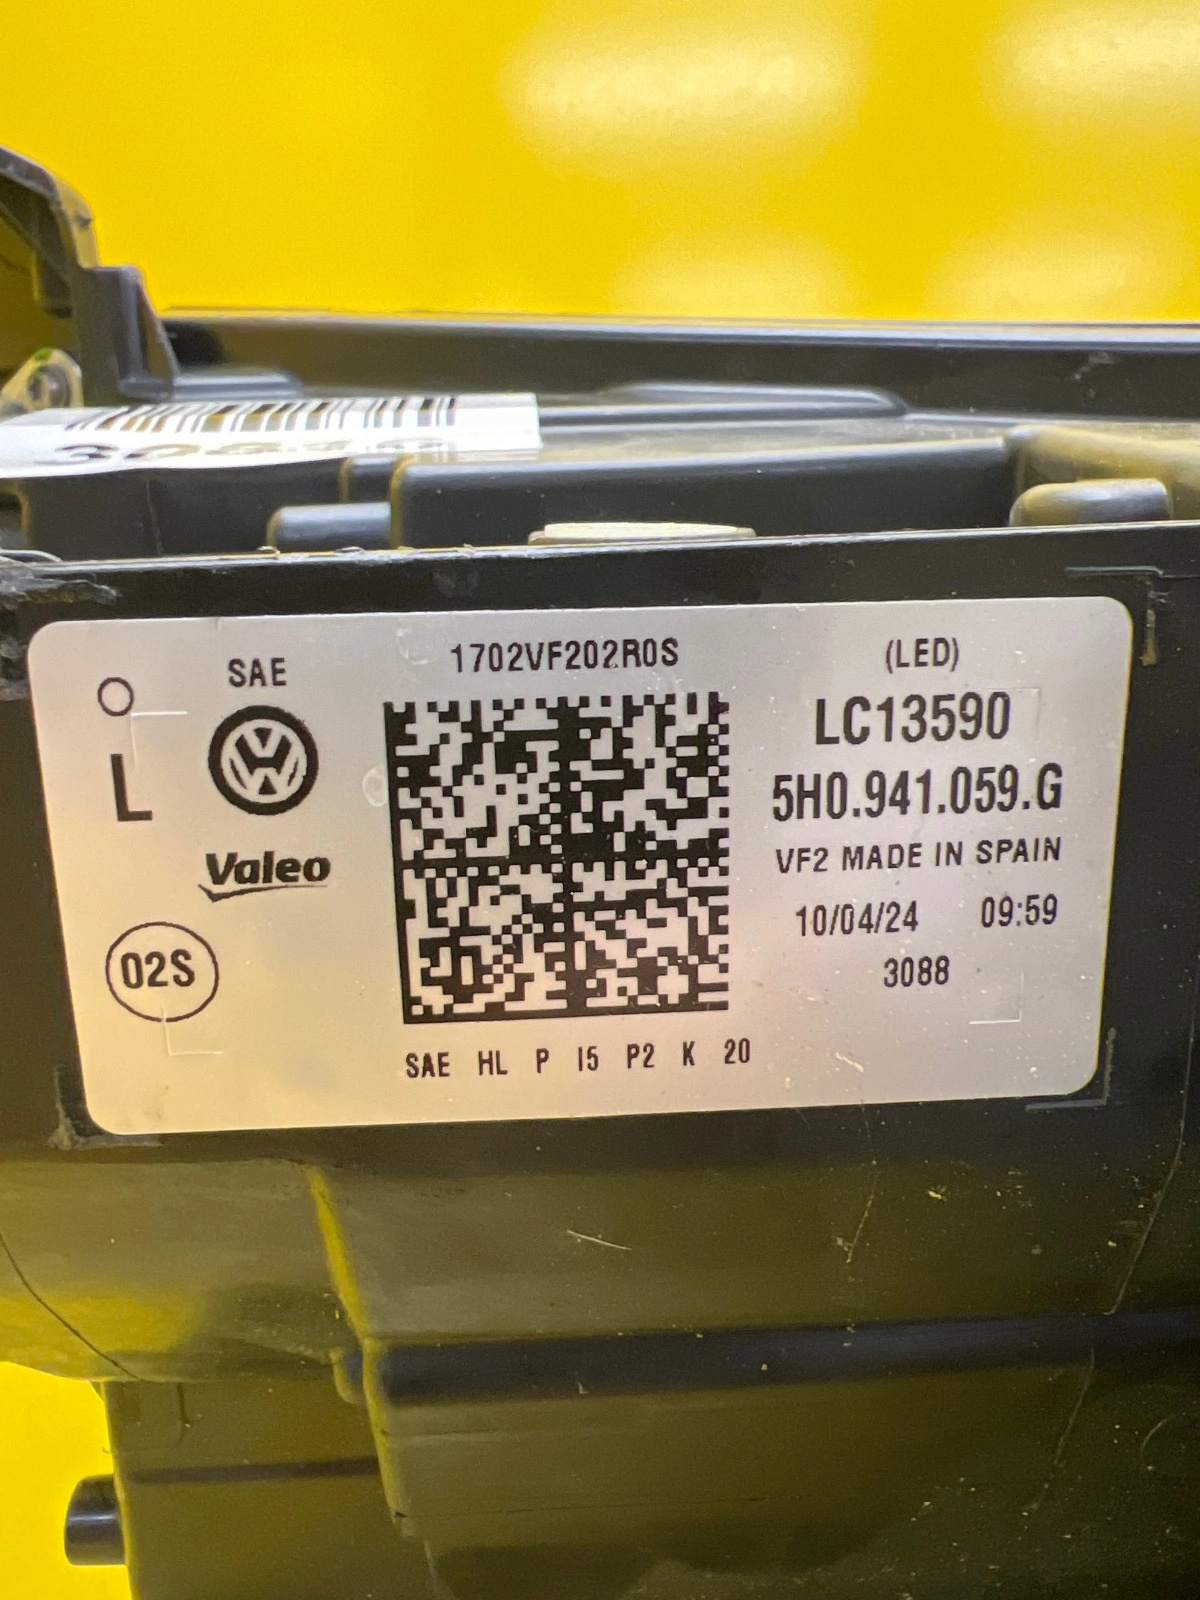 SAE
L
Valeo
02S
1702VF202R0S
(LED)
LC13590
5H0.941.059.G
VF2 MADE IN SPAIN
10/04/24 09:59
3088
SAE HL P I5 P2 K 20